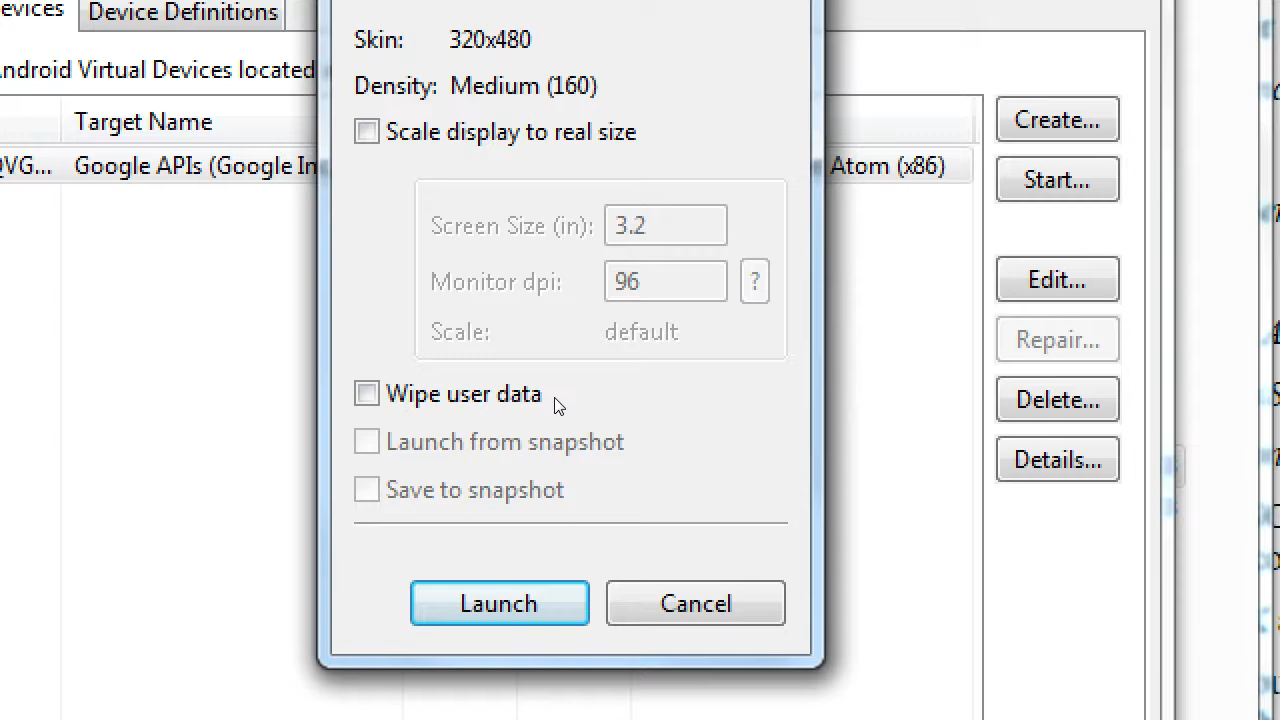 evices
Device Definitions
ndroid Virtual Devices located
Target Name
QVG... Google APIs (Google In Atom (x86)
Skin: 320x480
Density: Medium (160)
Scale display to real size
Screen Size (in): 3.2
Monitor dpi: 96 ?
Scale: default
Wipe user data
Launch from snapshot
Save to snapshot
Launch Cancel
Create...
Start...
Edit...
Repair...
Delete...
Details...